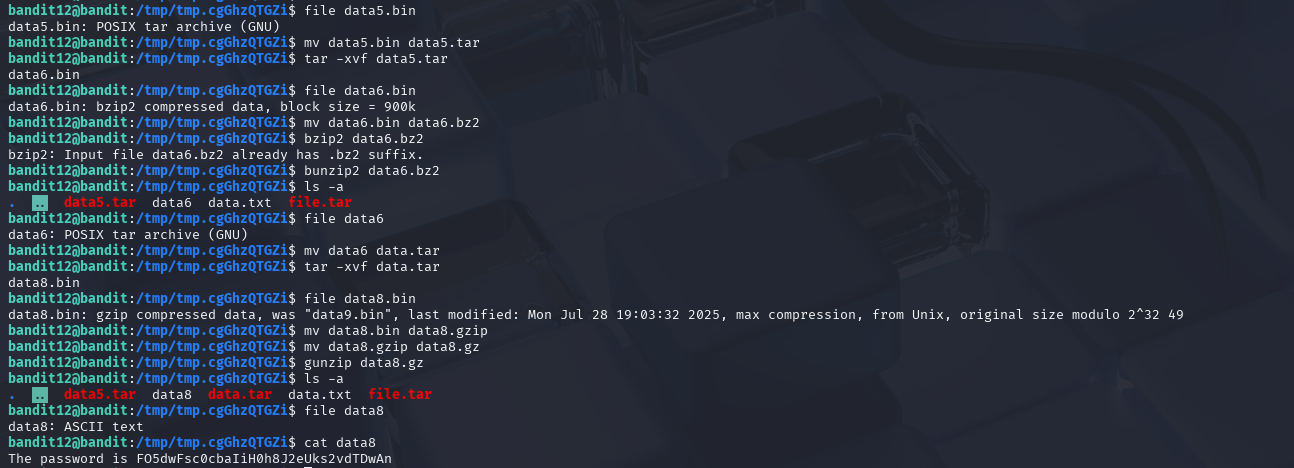 bandit12@bandit:/tmp/tmp.cgGhzQTGZi$ file data5.bin
data5.bin: POSIX tar archive (GNU)
bandit12@bandit:/tmp/tmp.cgGhzQTGZi$ mv data5.bin data5.tar
bandit12@bandit:/tmp/tmp.cgGhzQTGZi$ tar -xvf data5.tar
data6.bin
bandit12@bandit:/tmp/tmp.cgGhzQTGZi$ file data6.bin
data6.bin: bzip2 compressed data, block size = 900k
bandit12@bandit:/tmp/tmp.cgGhzQTGZi$ mv data6.bin data6.bz2
bandit12@bandit:/tmp/tmp.cgGhzQTGZi$ bzip2 data6.bz2
bzip2: Input file data6.bz2 already has .bz2 suffix.
bandit12@bandit:/tmp/tmp.cgGhzQTGZi$ bunzip2 data6.bz2
bandit12@bandit:/tmp/tmp.cgGhzQTGZi$ ls -a
.  ..  data5.tar  data6  data.txt  file.tar
bandit12@bandit:/tmp/tmp.cgGhzQTGZi$ file data6
data6: POSIX tar archive (GNU)
bandit12@bandit:/tmp/tmp.cgGhzQTGZi$ mv data6 data.tar
bandit12@bandit:/tmp/tmp.cgGhzQTGZi$ tar -xvf data.tar
data8.bin
bandit12@bandit:/tmp/tmp.cgGhzQTGZi$ file data8.bin
data8.bin: gzip compressed data, was "data9.bin", last modified: Mon Jul 28 19:03:32 2025, max compression, from Unix, original size modulo 2^32 49
bandit12@bandit:/tmp/tmp.cgGhzQTGZi$ mv data8.bin data8.gzip
bandit12@bandit:/tmp/tmp.cgGhzQTGZi$ mv data8.gzip data8.gz
bandit12@bandit:/tmp/tmp.cgGhzQTGZi$ gunzip data8.gz
bandit12@bandit:/tmp/tmp.cgGhzQTGZi$ ls -a
.  ..  data5.tar  data8  data.tar  data.txt  file.tar
bandit12@bandit:/tmp/tmp.cgGhzQTGZi$ file data8
data8: ASCII text
bandit12@bandit:/tmp/tmp.cgGhzQTGZi$ cat data8
The password is FO5dwFsc0cbaIiH0h8J2eUks2vdTDwAn